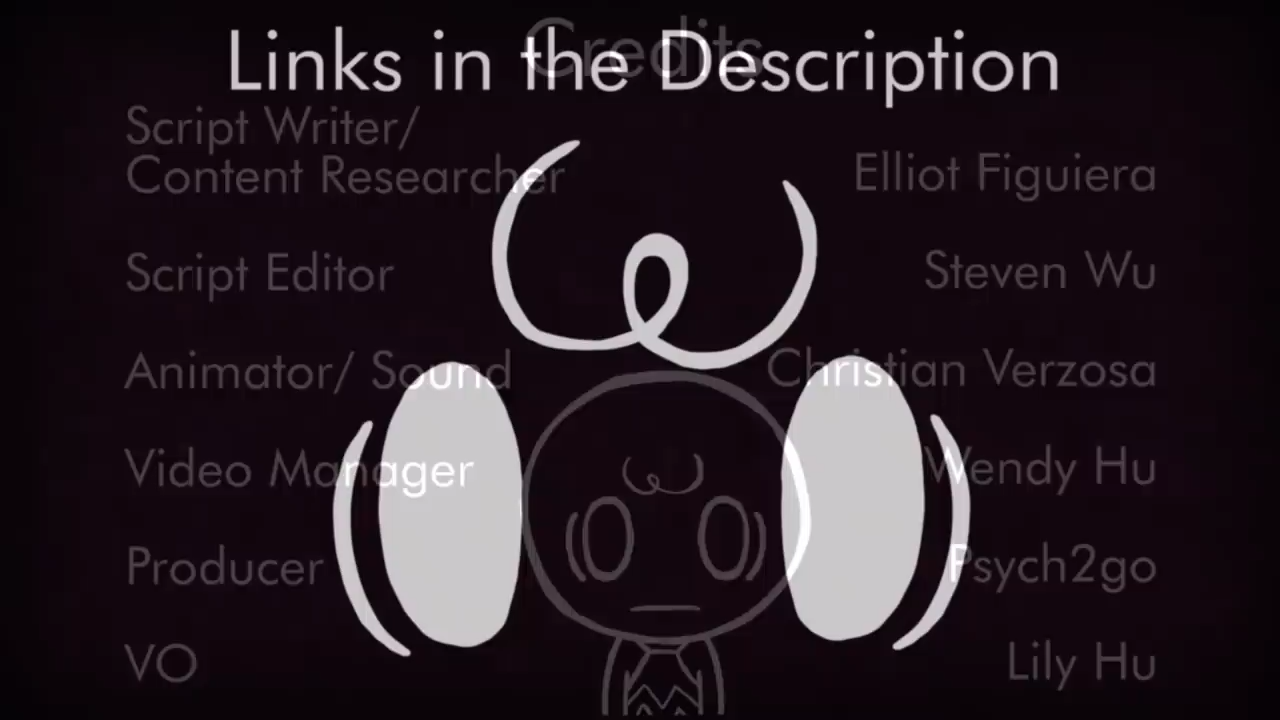 Links in the Description
Credits
Script Writer/
Content Researcher Elliot Figuiera
Script Editor Steven Wu
Animator/ Sound Christian Verzosa
Video Manager Wendy Hu
Producer Psych2go
VO Lily Hu